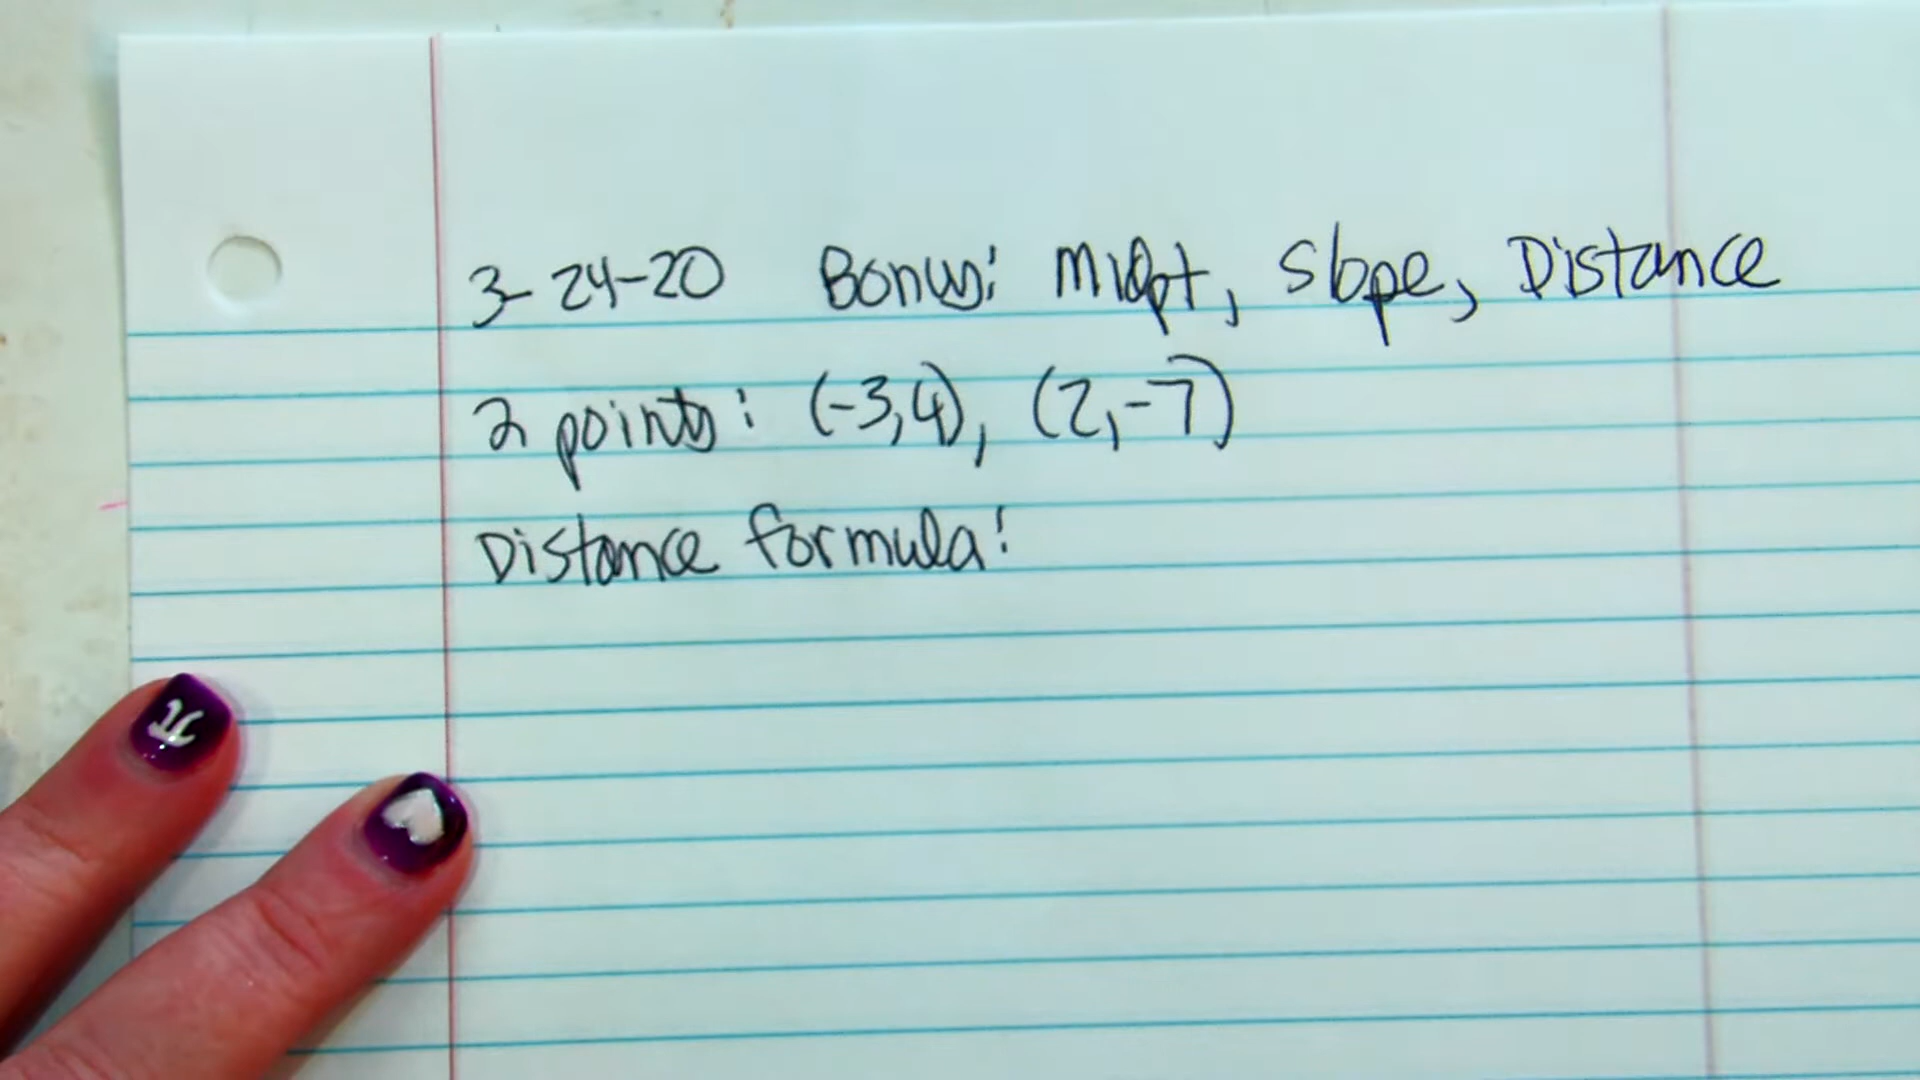 3-24-20 Bonus: Midpt, Slope, Distance
2 points: (-3,4), (2,-7)
Distance formula:
π